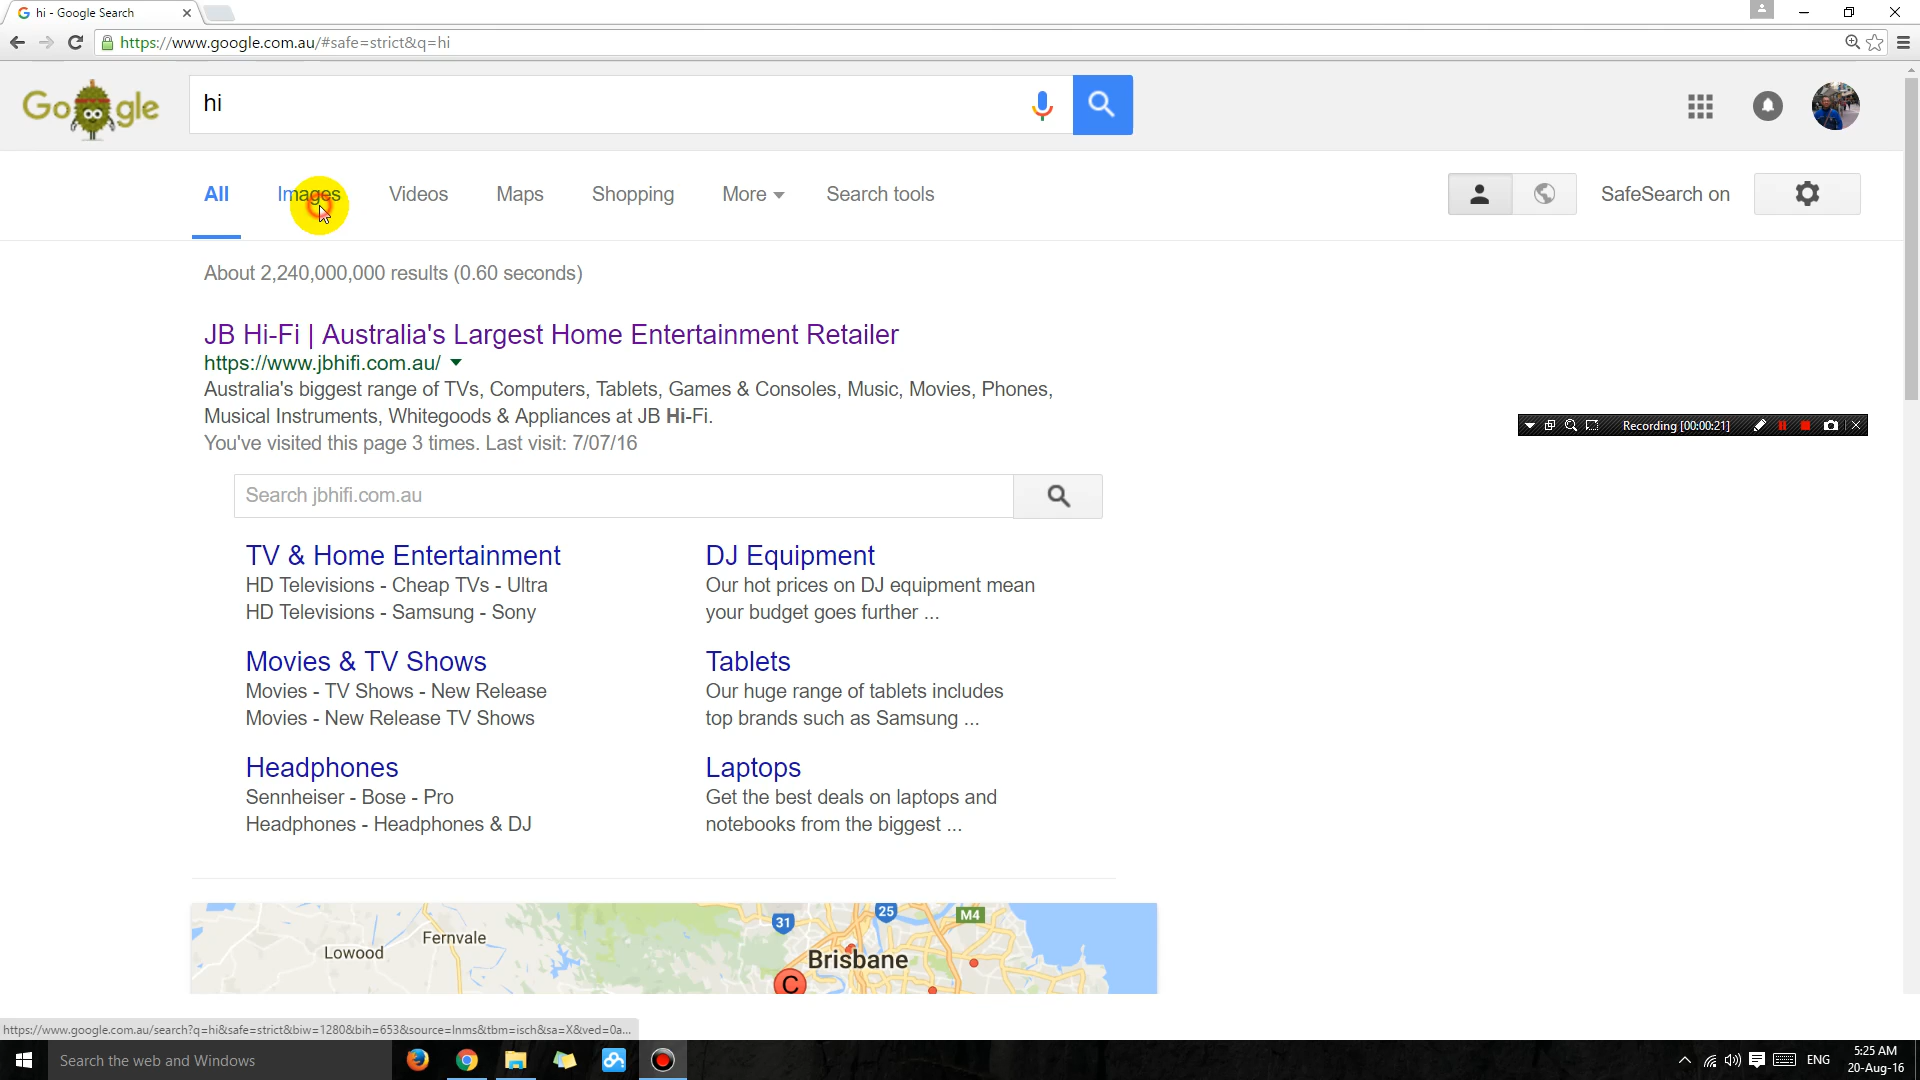 hi - Google Search
https://www.google.com.au/#safe=strict&q=hi
Google
hi
All Images Videos Maps Shopping More Search tools SafeSearch on
About 2,240,000,000 results (0.60 seconds)
JB Hi-Fi | Australia's Largest Home Entertainment Retailer
https://www.jbhifi.com.au/
Australia's biggest range of TVs, Computers, Tablets, Games & Consoles, Music, Movies, Phones,
Musical Instruments, Whitegoods & Appliances at JB Hi-Fi.
You've visited this page 3 times. Last visit: 7/07/16
Recording [00:00:21]
Search jbhifi.com.au
TV & Home Entertainment
HD Televisions - Cheap TVs - Ultra
HD Televisions - Samsung - Sony
DJ Equipment
Our hot prices on DJ equipment mean
your budget goes further ...
Movies & TV Shows
Movies - TV Shows - New Release
Movies - New Release TV Shows
Tablets
Our huge range of tablets includes
top brands such as Samsung ...
Headphones
Sennheiser - Bose - Pro
Headphones - Headphones & DJ
Laptops
Get the best deals on laptops and
notebooks from the biggest ...
31
25
M4
Fernvale
Lowood
Brisbane
C
https://www.google.com.au/search?q=hi&safe=strict&biw=1280&bih=653&source=lnms&tbm=isch&sa=X&ved=0a...
Search the web and Windows
ENG
5:25 AM
20-Aug-16